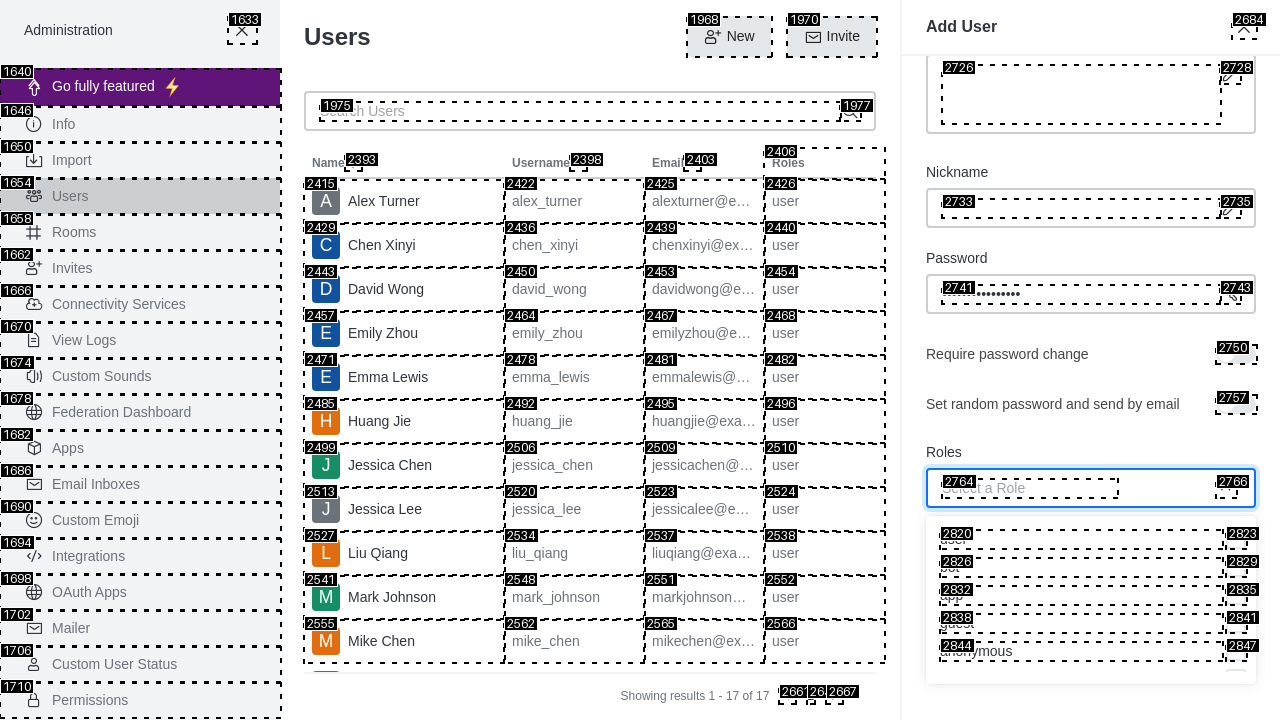 Administration
1633
1640
Go fully featured
1646
Info
1650
Import
1654
Users
1658
Rooms
1662
Invites
1666
Connectivity Services
1670
View Logs
1674
Custom Sounds
1678
Federation Dashboard
1682
Apps
1686
Email Inboxes
1690
Custom Emoji
1694
Integrations
1698
OAuth Apps
1702
Mailer
1706
Custom User Status
1710
Permissions
Users
1968
New
1970
Invite
1975
Search Users
1977
Name 2393 Username 2398 Email 2403 2406 Roles
2415 2422 2425 2426
A Alex Turner alex_turner alexturner@e… user
2429 2436 2439 2440
C Chen Xinyi chen_xinyi chenxinyi@ex… user
2443 2450 2453 2454
D David Wong david_wong davidwong@e… user
2457 2464 2467 2468
E Emily Zhou emily_zhou emilyzhou@e… user
2471 2478 2481 2482
E Emma Lewis emma_lewis emmalewis@… user
2485 2492 2495 2496
H Huang Jie huang_jie huangjie@exa… user
2499 2506 2509 2510
J Jessica Chen jessica_chen jessicachen@… user
2513 2520 2523 2524
J Jessica Lee jessica_lee jessicalee@e… user
2527 2534 2537 2538
L Liu Qiang liu_qiang liuqiang@exa… user
2541 2548 2551 2552
M Mark Johnson mark_johnson markjohnson… user
2555 2562 2565 2566
M Mike Chen mike_chen mikechen@ex… user
Showing results 1 - 17 of 17
2667
Add User
2684
2726 2728
Nickname
2733 2735
Password
2741 2743
Require password change
2750
Set random password and send by email
2757
Roles
2764 2766
Select a Role
2820 2823
user
2826 2829
bot
2832 2835
app
2838 2841
guest
2844 2847
anonymous